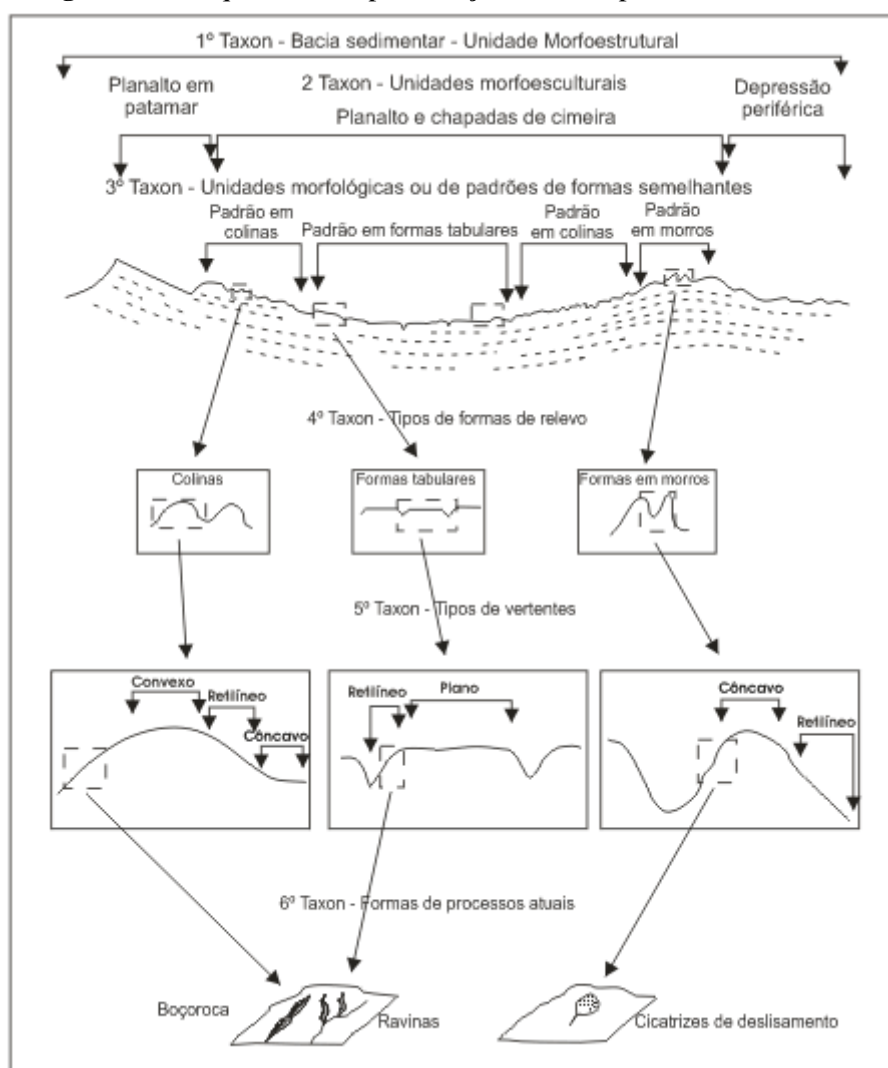 1º Taxon - Bacia sedimentar - Unidade Morfoestrutural
Planalto em
patamar
2 Taxon - Unidades morfoesculturais
Planalto e chapadas de cimeira
Depressão
periférica
3º Taxon - Unidades morfológicas ou de padrões de formas semelhantes
Padrão em
colinas
Padrão em formas tabulares
Padrão
em colinas
Padrão
em morros
4º Taxon - Tipos de formas de relevo
Colinas
Formas tabulares
Formas em morros
5º Taxon - Tipos de vertentes
Convexo
Retilíneo
Côncavo
Retilíneo
Plano
Côncavo
Retilíneo
6º Taxon - Formas de processos atuais
Boçoroca
Ravinas
Cicatrizes de deslisamento